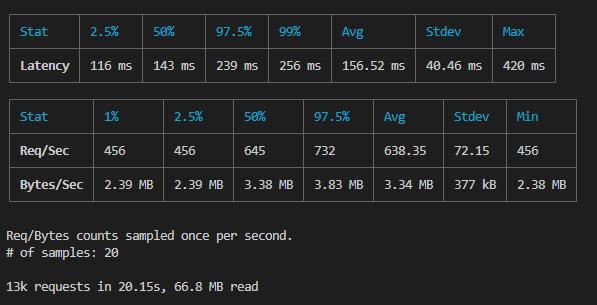 Stat 2.5% 50% 97.5% 99% Avg Stdev Max
Latency 116 ms 143 ms 239 ms 256 ms 156.52 ms 40.46 ms 420 ms
Stat 1% 2.5% 50% 97.5% Avg Stdev Min
Req/Sec 456 456 645 732 638.35 72.15 456
Bytes/Sec 2.39 MB 2.39 MB 3.38 MB 3.83 MB 3.34 MB 377 kB 2.38 MB
Req/Bytes counts sampled once per second.
# of samples: 20
13k requests in 20.15s, 66.8 MB read